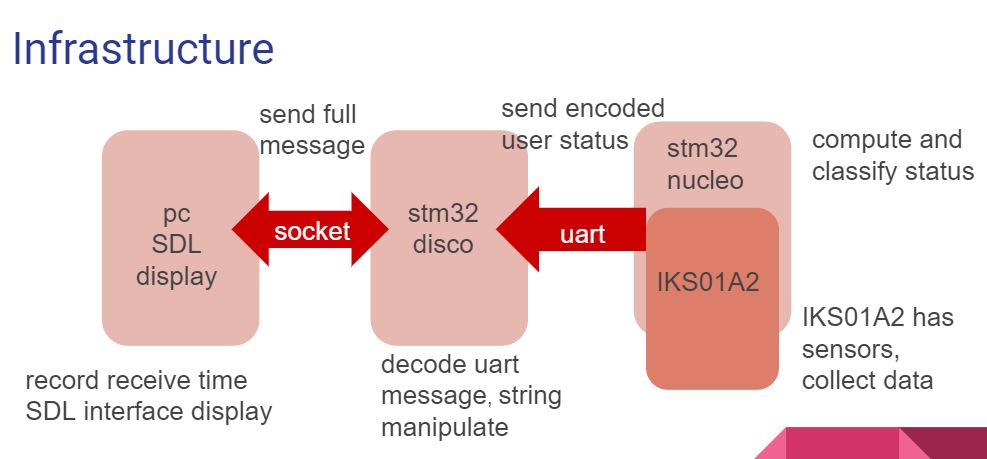 Infrastructure
send full
message
send encoded
user status
stm32
nucleo
compute and
classify status
pc
SDL
display
socket
stm32
disco
uart
IKS01A2
IKS01A2 has
sensors,
collect data
record receive time
SDL interface display
decode uart
message, string
manipulate